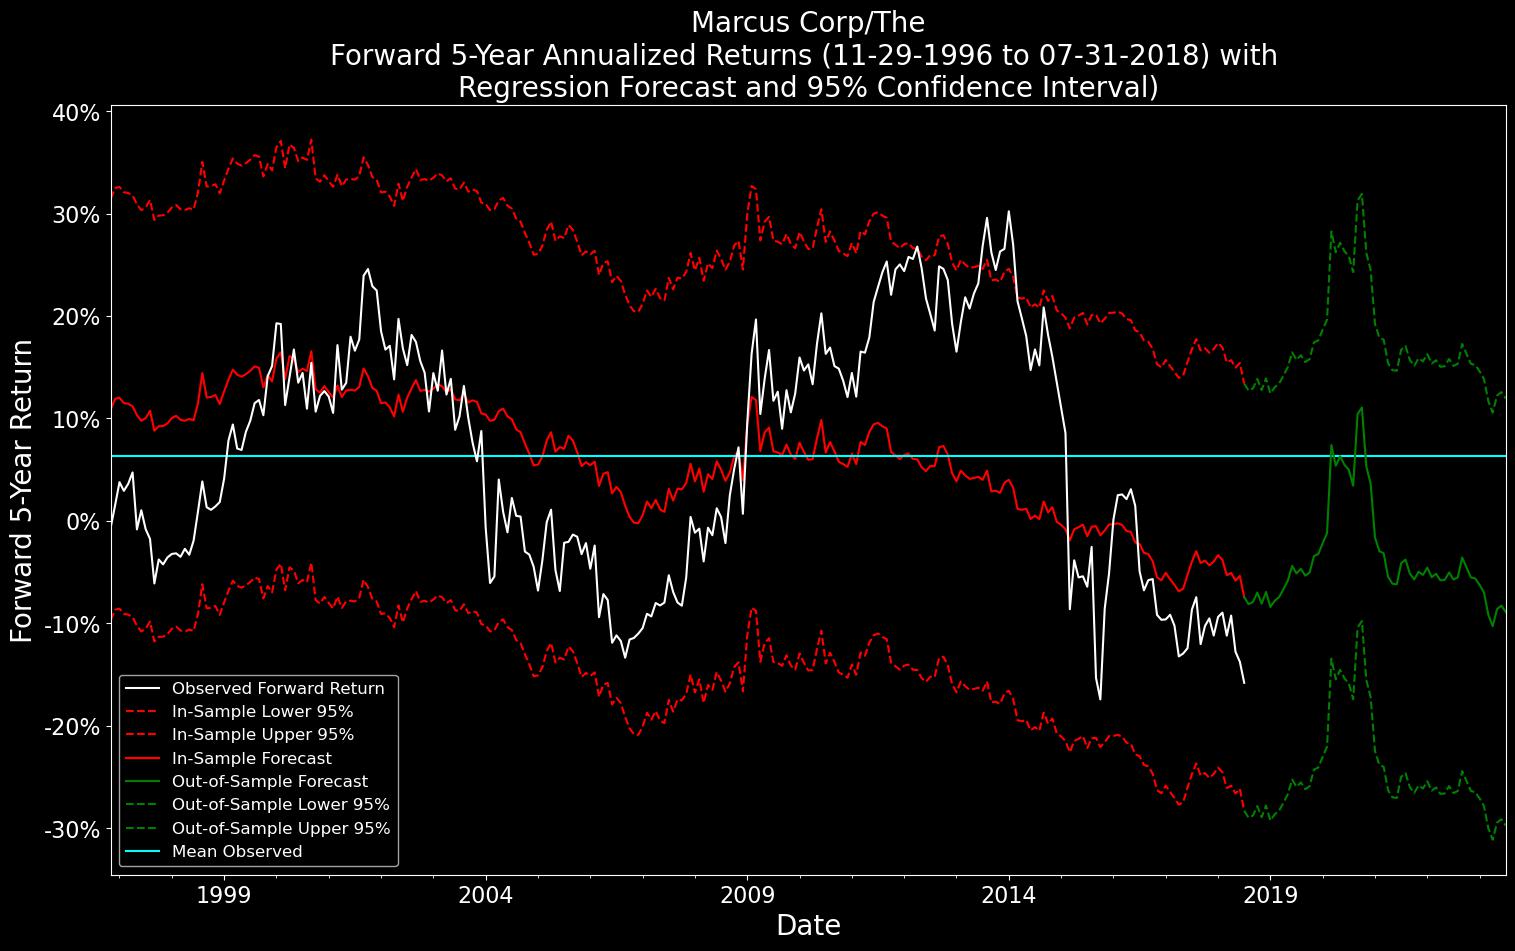 Marcus Corp/The
Forward 5-Year Annualized Returns (11-29-1996 to 07-31-2018) with
Regression Forecast and 95% Confidence Interval)
40%
30%
20%
10%
0%
-10%
-20%
-30%
Forward 5-Year Return
Observed Forward Return
In-Sample Lower 95%
In-Sample Upper 95%
In-Sample Forecast
Out-of-Sample Forecast
Out-of-Sample Lower 95%
Out-of-Sample Upper 95%
Mean Observed
1999 2004 2009 2014 2019
Date